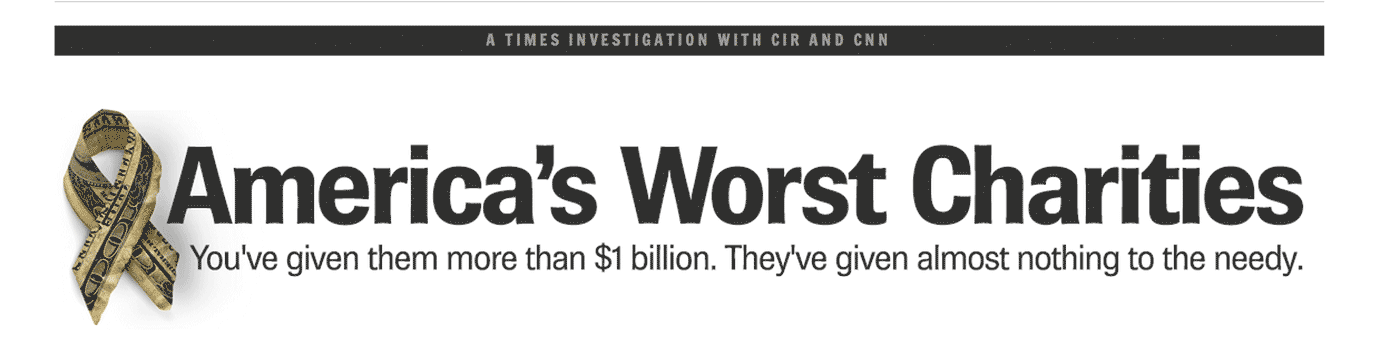 A TIMES INVESTIGATION WITH CIR AND CNN
America's Worst Charities
You've given them more than $1 billion. They've given almost nothing to the needy.